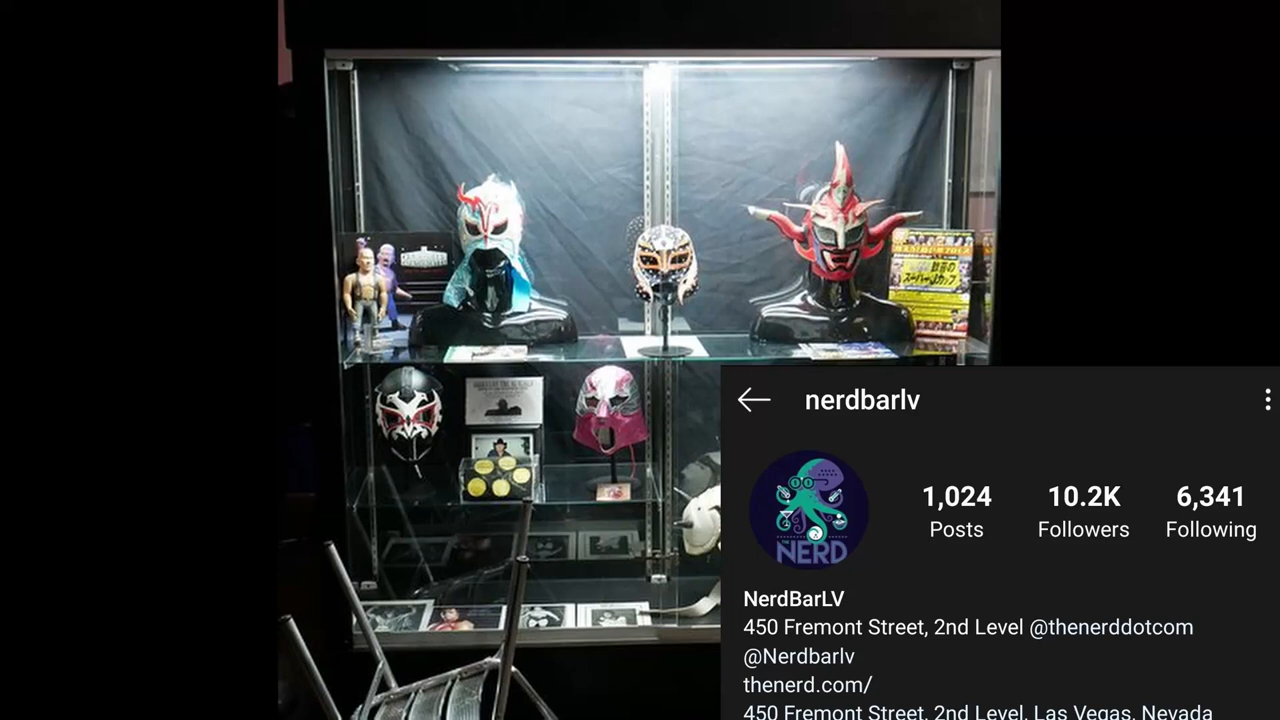 nerdbarlv
1,024
10.2K
6,341
Posts
Followers
Following
THE
NERD
NerdBarLV
450 Fremont Street, 2nd Level @thenerddotcom
@Nerdbarlv
thenerd.com/
450 Fremont Street, 2nd Level, Las Vegas, Nevada